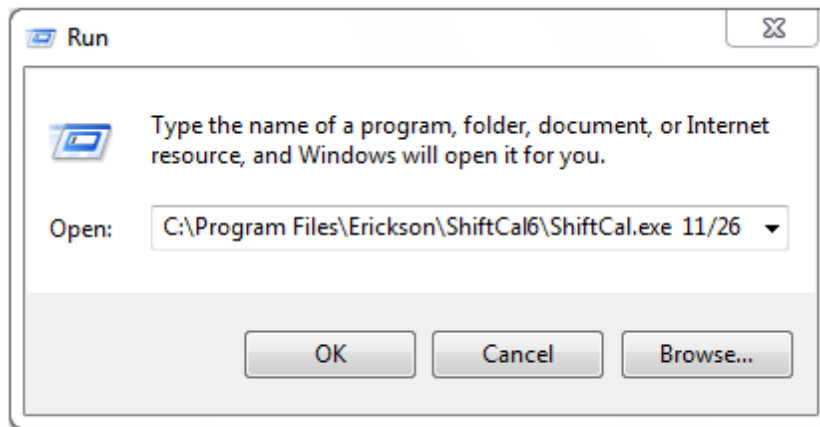 Run
Type the name of a program, folder, document, or Internet
resource, and Windows will open it for you.
Open: C:\Program Files\Erickson\ShiftCal6\ShiftCal.exe 11/26
OK Cancel Browse...